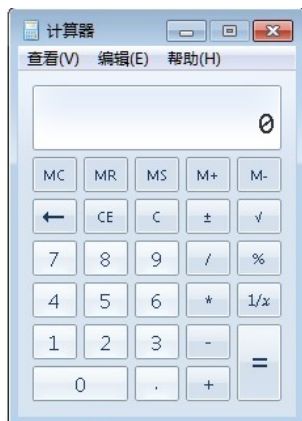 计算器
查看(V) 编辑(E) 帮助(H)
0
MC MR MS M+ M-
← CE C ± √
7 8 9 / %
4 5 6 * 1/x
1 2 3 - =
0 . +